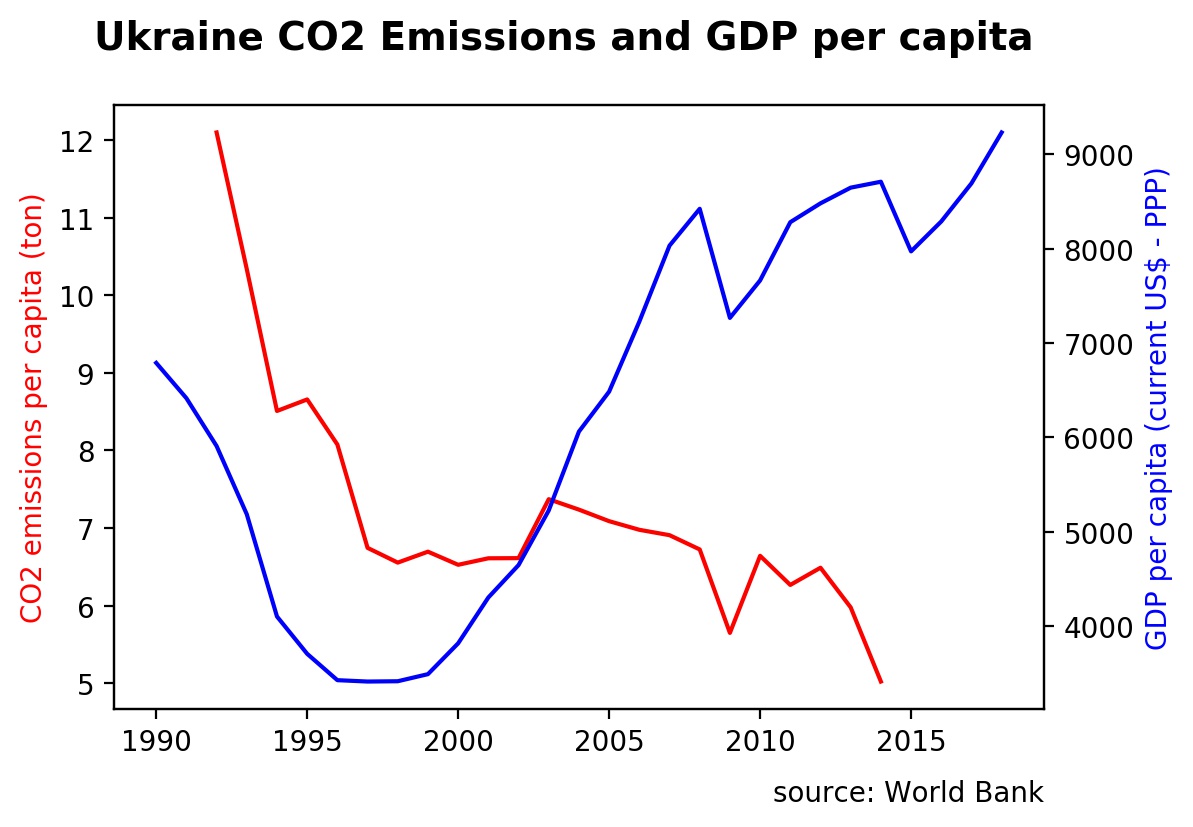 Ukraine CO2 Emissions and GDP per capita
CO2 emissions per capita (ton)
12
11
10
9
8
7
6
5
9000
8000
7000
6000
5000
4000
GDP per capita (current US$ - PPP)
1990 1995 2000 2005 2010 2015
source: World Bank